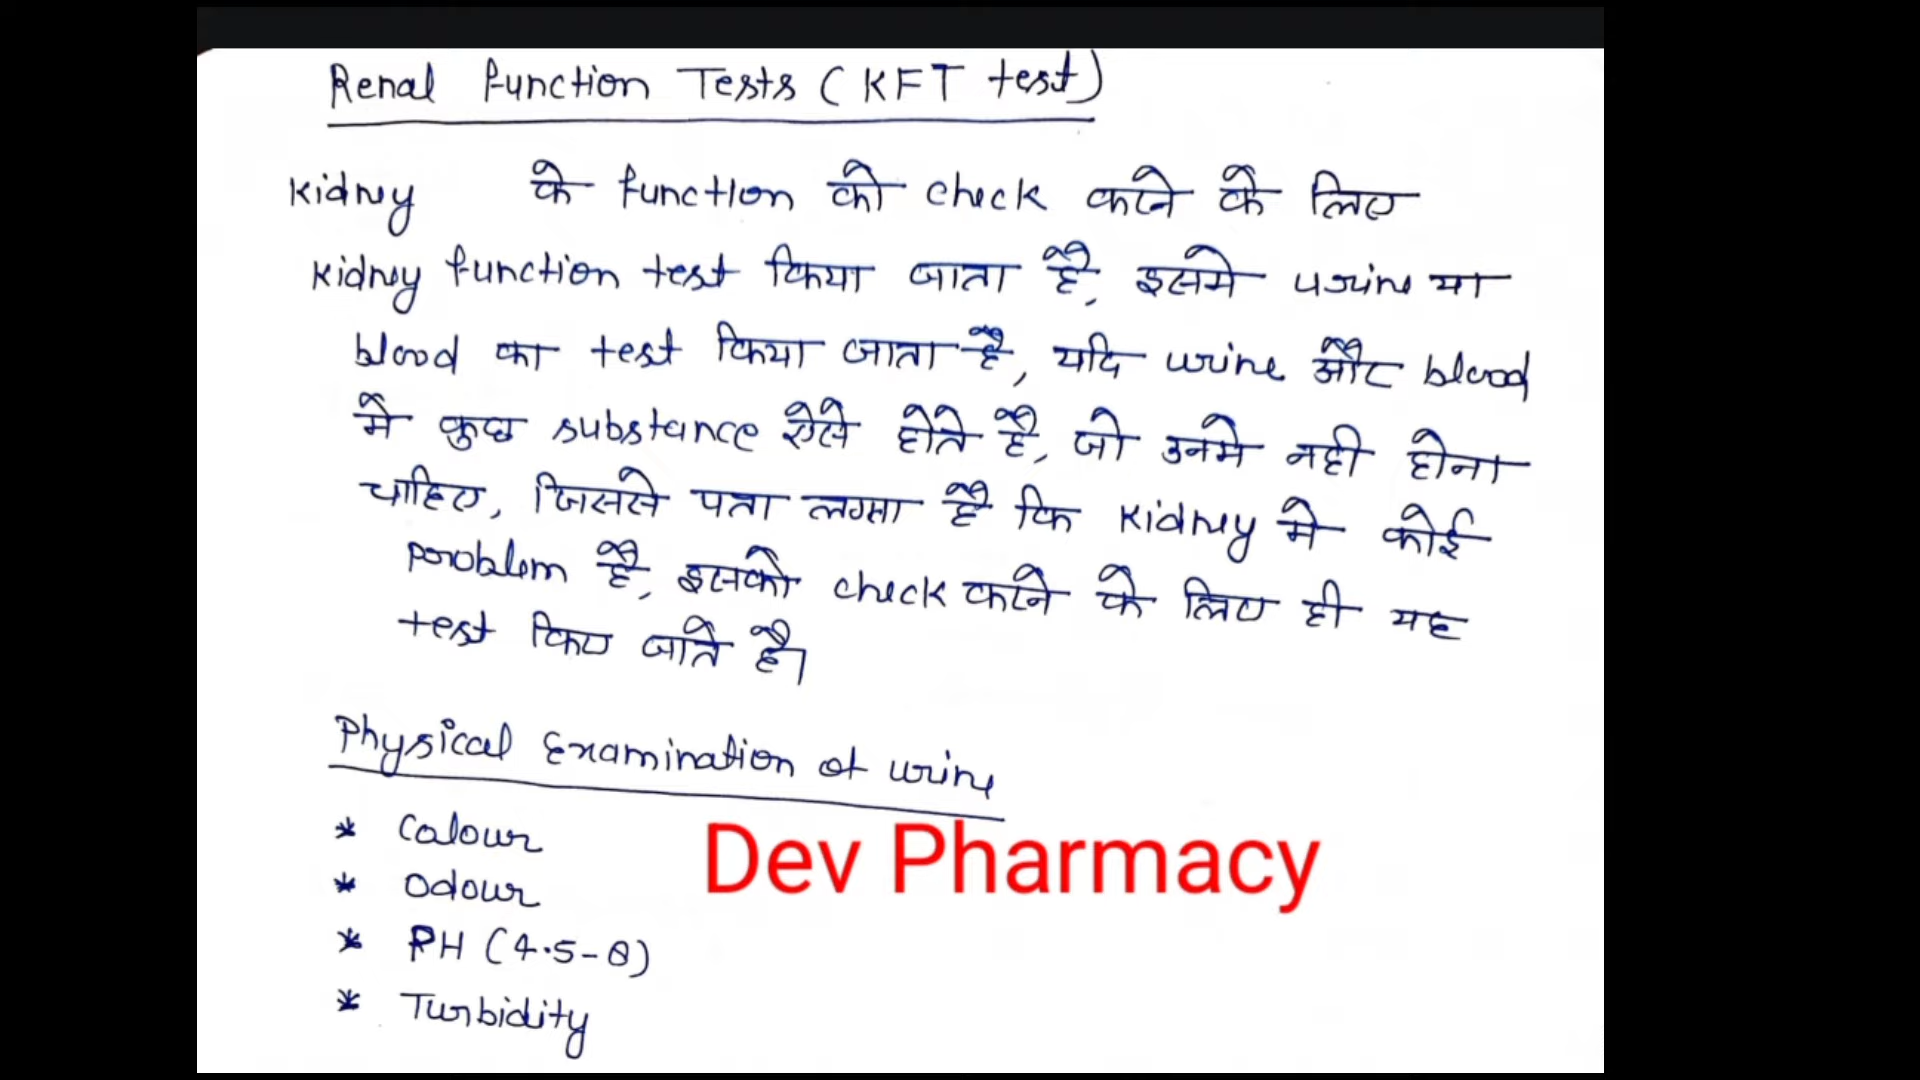 Renal function Tests (KFT test)
Kidney के function को check करने के लिए
Kidney function test किया जाता है, इसमे urine या
blood का test किया जाता है, यदि urine और blood
मे कुछ substance ऐसे होते है, जो उनमे नही होना
चाहिए, जिससे पता लगता है कि Kidney मे कोई
problem है, इसको check करने के लिए ही यह
test किए जाते है।
Physical Examination of urine
* Colour
* Odour
Dev Pharmacy
* PH (4.5-8)
* Turbidity